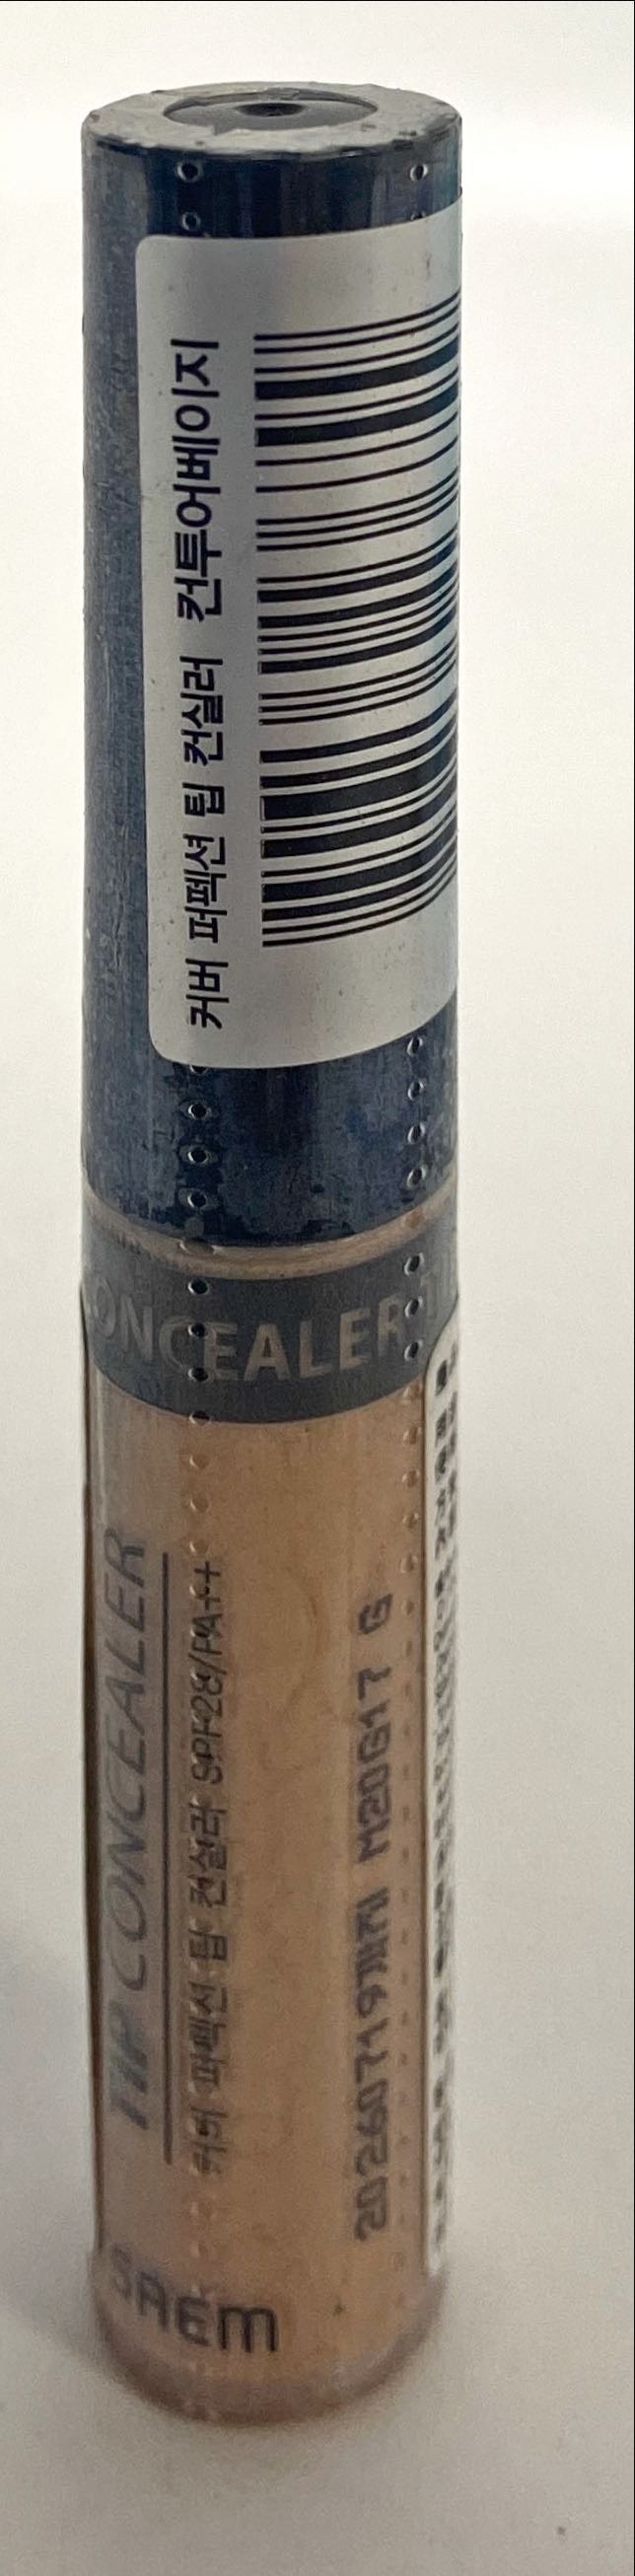 커버 퍼펙션 팁 컨실러 컨투어베이지
CONCEALER
TIP CONCEALER
커버 퍼펙션 팁 컨실러 SPF28/PA++
20260719까지 M20G17 G
SAEM